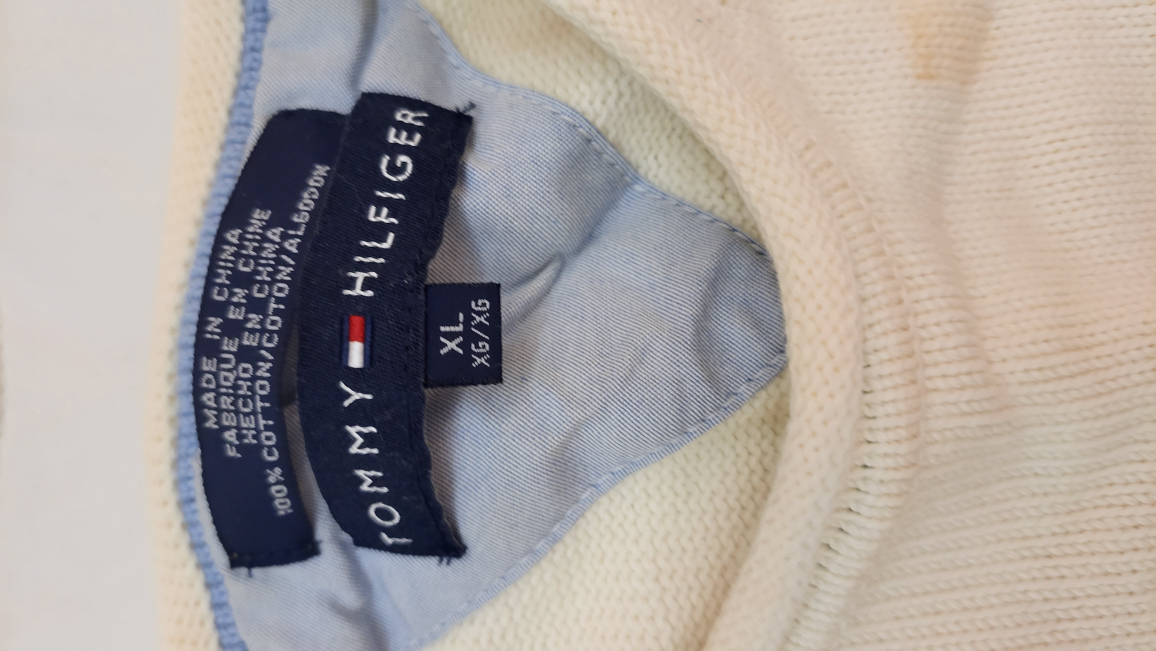 MADE IN CHINA
FABRIQUE EN CHINE
HECHO EN CHINA
100% COTTON/COTON/ALGODON
TOMMY HILFIGER
XL
XG/XG